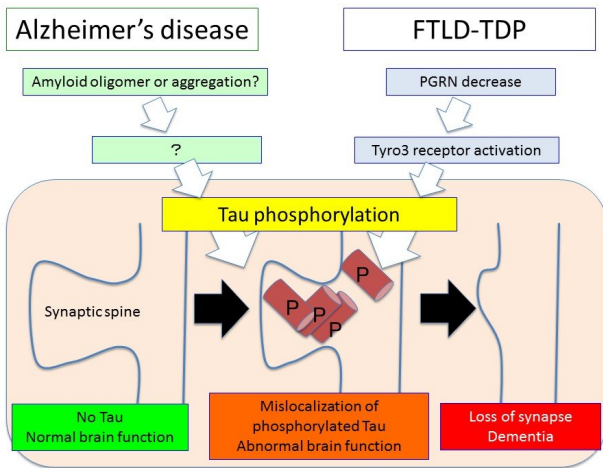 Alzheimer's disease
FTLD-TDP
Amyloid oligomer or aggregation?
PGRN decrease
?
Tyro3 receptor activation
Tau phosphorylation
Synaptic spine
P
P
P
P
No Tau
Normal brain function
Mislocalization of
phosphorylated Tau
Abnormal brain function
Loss of synapse
Dementia